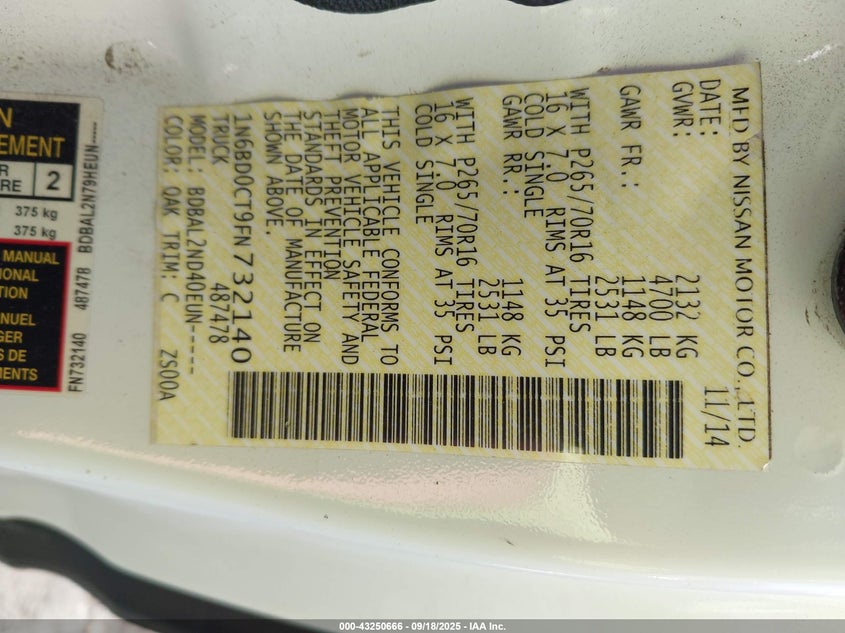 MFD BY NISSAN MOTOR CO., LTD.
DATE: 11/14
GVWR: 2132 KG
4700 LB
GAWR FR.: 1148 KG
2531 LB
WITH P265/70R16 TIRES
16 X 7.0 RIMS AT 35 PSI
COLD SINGLE
GAWR RR.: 1148 KG
2531 LB
WITH P265/70R16 TIRES
16 X 7.0 RIMS AT 35 PSI
COLD SINGLE
THIS VEHICLE CONFORMS TO
ALL APPLICABLE FEDERAL
MOTOR VEHICLE SAFETY AND
THEFT PREVENTION
STANDARDS IN EFFECT ON
THE DATE OF MANUFACTURE
SHOWN ABOVE.
1N6BD0CT9FN732140
TRUCK 487478
MODEL: BDBAL2ND40EUN-----
COLOR: QAK TRIM: C ZS00A
N
EMENT
R
RE 2
375 kg
375 kg
MANUAL
IONAL
TION
ANUEL
GER
S DE
MENTS
FN732140 487478 BDBAL2N79HEUN-----
000-43250666 - 09/18/2025 - IAA Inc.